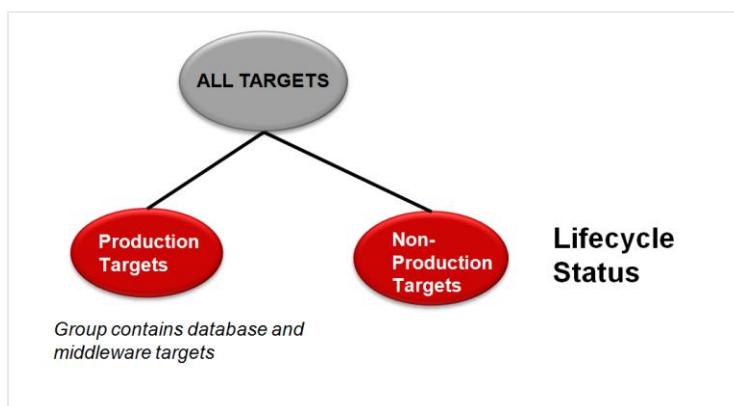 ALL TARGETS
Production
Targets
Non-
Production
Targets
Lifecycle
Status
Group contains database and
middleware targets